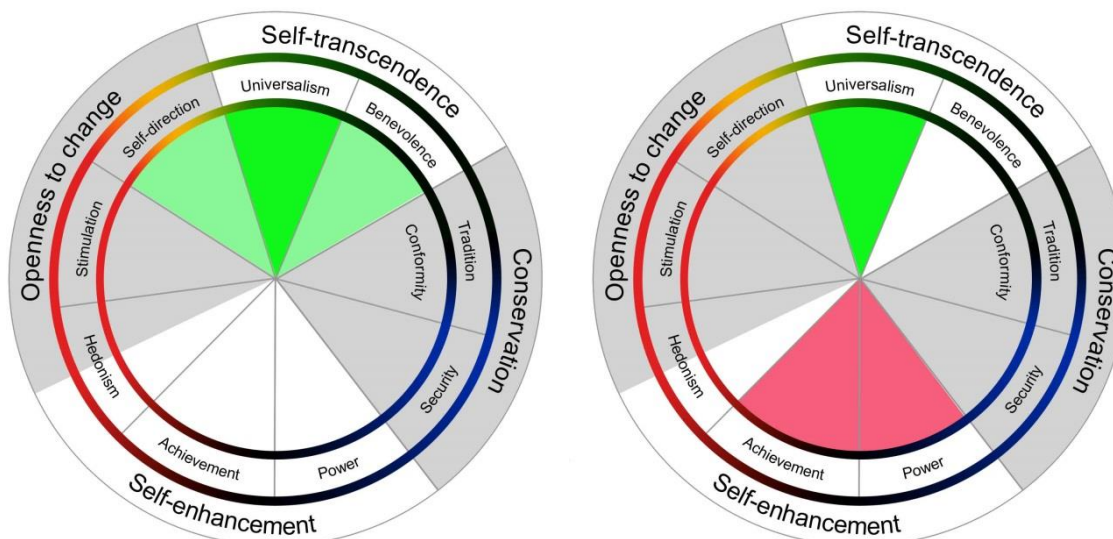 Self-transcendence
Universalism
Benevolence
Self-direction
Openness to change
Stimulation
Hedonism
Conformity
Tradition
Conservation
Security
Achievement
Power
Self-enhancement
Self-transcendence
Universalism
Benevolence
Self-direction
Openness to change
Stimulation
Hedonism
Conformity
Tradition
Conservation
Security
Achievement
Power
Self-enhancement